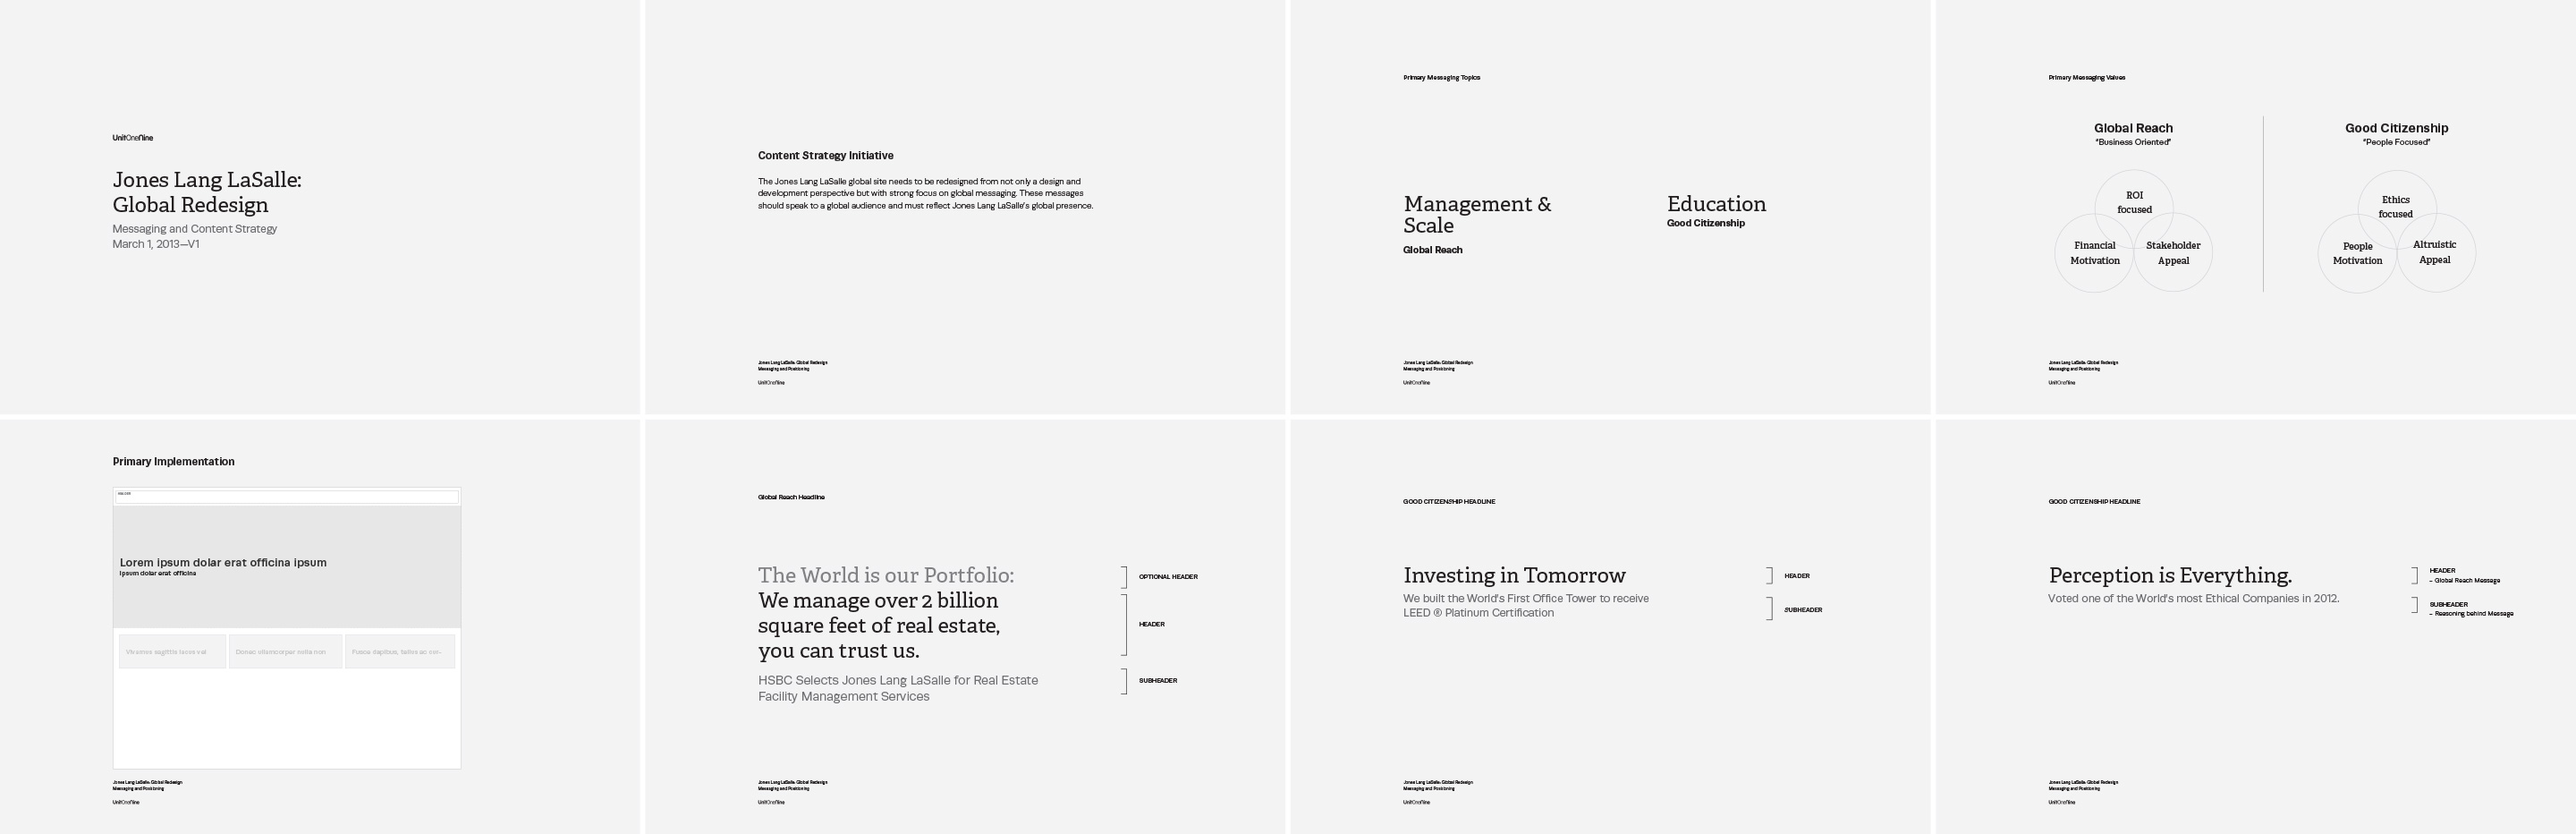 UnitOneNine
Jones Lang LaSalle:
Global Redesign
Messaging and Content Strategy
March 1, 2013—V1
Content Strategy Initiative
The Jones Lang LaSalle global site needs to be redesigned from not only a design and
development perspective but with strong focus on global messaging. These messages
should speak to a global audience and must reflect Jones Lang LaSalle's global presence.
Jones Lang LaSalle: Global Redesign
Messaging and Positioning
UnitOneNine
Primary Messaging Topics
Management &
Scale
Global Reach
Education
Good Citizenship
Jones Lang LaSalle: Global Redesign
Messaging and Positioning
UnitOneNine
Primary Messaging Values
Global Reach
"Business Oriented"
ROI
focused
Financial
Motivation
Stakeholder
Appeal
Good Citizenship
"People Focused"
Ethics
focused
People
Motivation
Altruistic
Appeal
Jones Lang LaSalle: Global Redesign
Messaging and Positioning
UnitOneNine
Primary Implementation
HEADER
Lorem ipsum dolar erat officina ipsum
Ipsum dolar erat officina
Vivamus sagittis lacus vel
Donec ullamcorper nulla non
Fusce dapibus, tellus ac
Jones Lang LaSalle: Global Redesign
Messaging and Positioning
UnitOneNine
Global Reach Headline
The World is our Portfolio:
We manage over 2 billion
square feet of real estate,
you can trust us.
HSBC Selects Jones Lang LaSalle for Real Estate
Facility Management Services
OPTIONAL HEADER
HEADER
SUBHEADER
Jones Lang LaSalle: Global Redesign
Messaging and Positioning
UnitOneNine
GOOD CITIZENSHIP HEADLINE
Investing in Tomorrow
We built the World's First Office Tower to receive
LEED ® Platinum Certification
HEADER
SUBHEADER
Jones Lang LaSalle: Global Redesign
Messaging and Positioning
UnitOneNine
GOOD CITIZENSHIP HEADLINE
Perception is Everything.
Voted one of the World's most Ethical Companies in 2012.
HEADER
- Global Reach Message
SUBHEADER
- Reasoning behind Message
Jones Lang LaSalle: Global Redesign
Messaging and Positioning
UnitOneNine